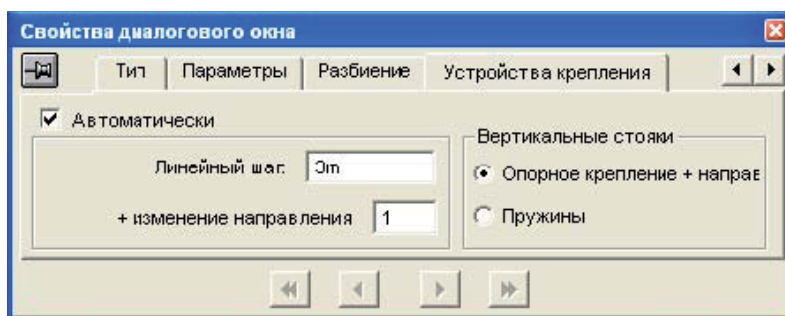 Свойства диалогового окна
Тип Параметры Разбиение Устройства крепления
Автоматически
Линейный шаг:
+ изменение направления 1
Вертикальные стояки
Опорное крепление + направ
Пружины